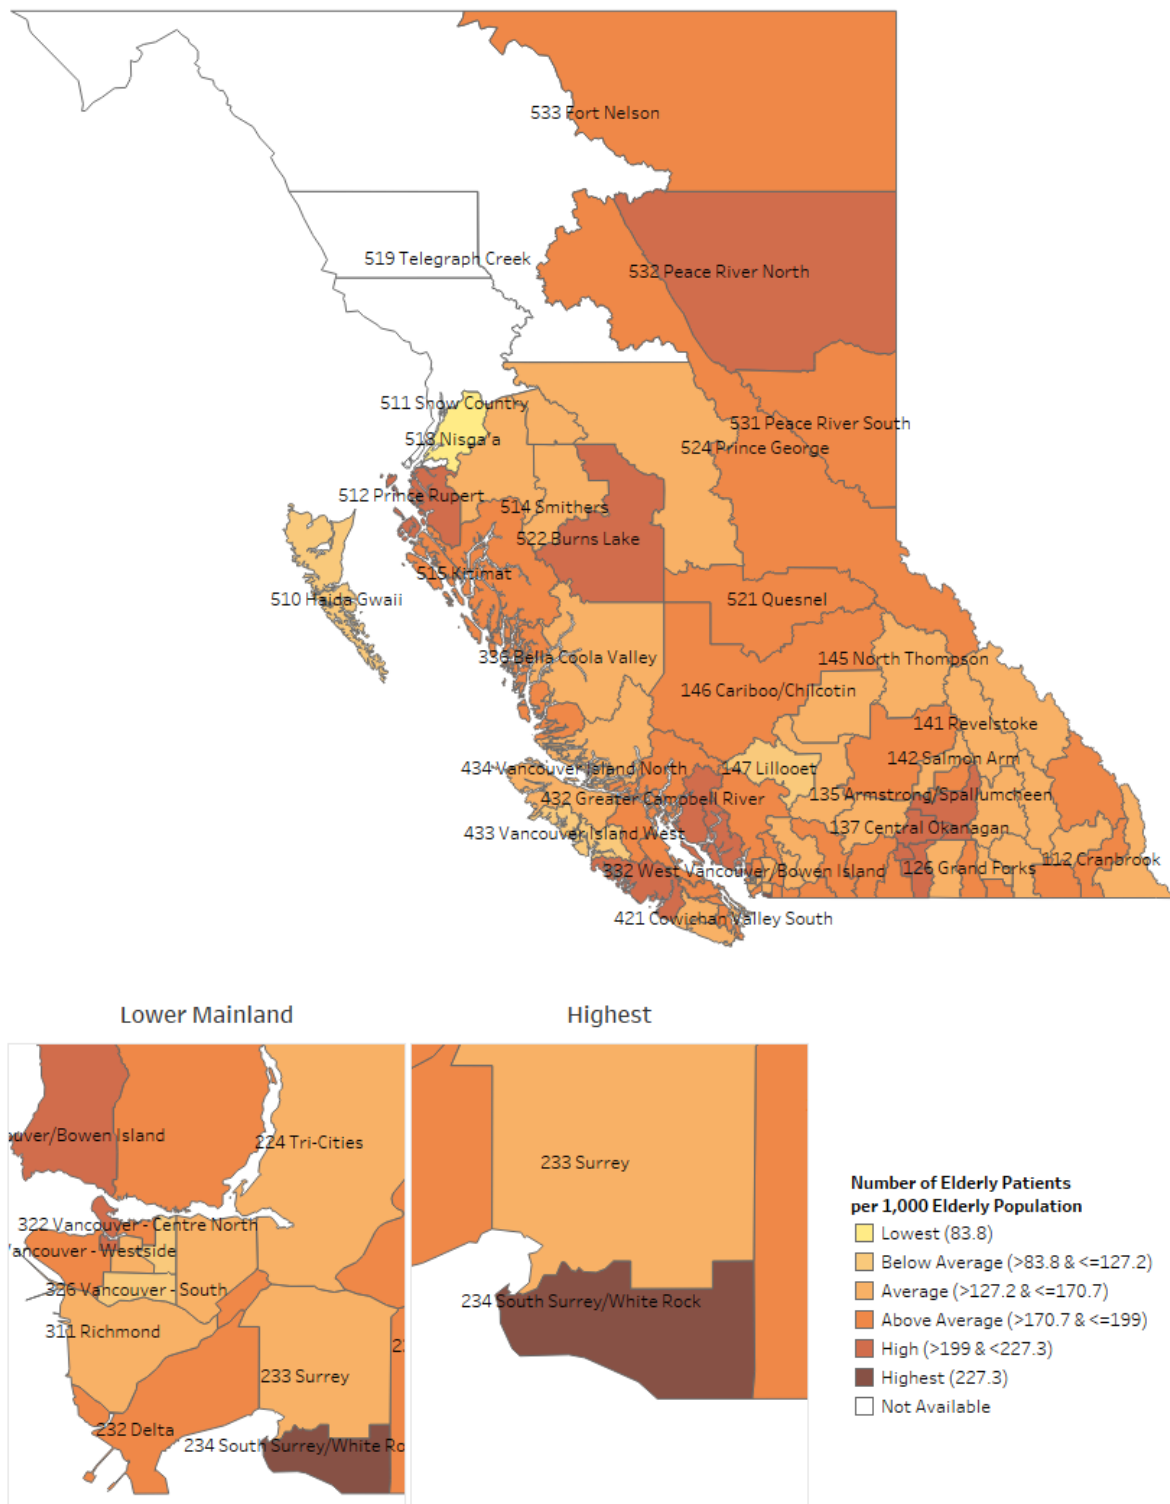 533 Fort Nelson
519 Telegraph Creek
532 Peace River North
511 Snow Country
531 Peace River South
518 Nisga'a
524 Prince George
512 Prince Rupert
514 Smithers
522 Burns Lake
515 Kitimat
510 Haida Gwaii
521 Quesnel
336 Bella Coola Valley
145 North Thompson
146 Cariboo/Chilcotin
141 Revelstoke
142 Salmon Arm
434 Vancouver Island North
147 Lillooet
135 Armstrong/Spallumcheen
432 Greater Campbell River
433 Vancouver Island West
137 Central Okanagan
112 Cranbrook
332 West Vancouver/Bowen Island
126 Grand Forks
421 Cowichan Valley South
Lower Mainland
Highest
uver/Bowen Island
224 Tri-Cities
322 Vancouver - Centre North
Vancouver - Westside
326 Vancouver - South
311 Richmond
233 Surrey
232 Delta
234 South Surrey/White Ro
23
233 Surrey
234 South Surrey/White Rock
Number of Elderly Patients
per 1,000 Elderly Population
Lowest (83.8)
Below Average (>83.8 & <=127.2)
Average (>127.2 & <=170.7)
Above Average (>170.7 & <=199)
High (>199 & <227.3)
Highest (227.3)
Not Available